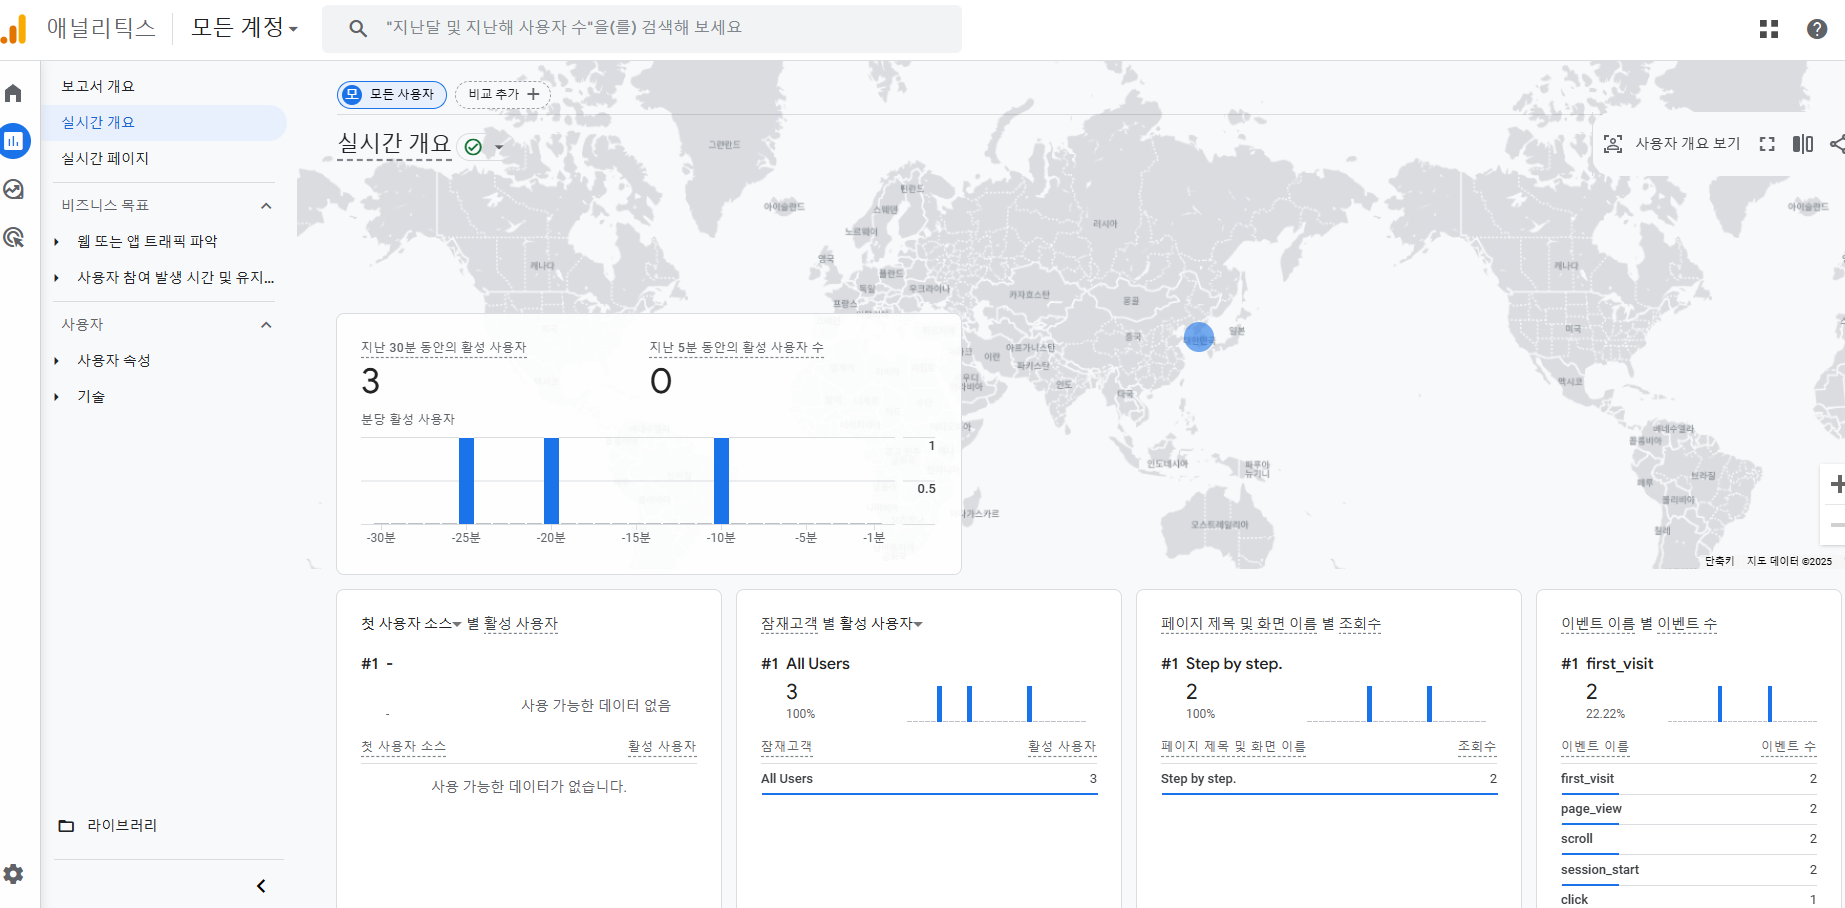 애널리틱스
모든 계정
"지난달 및 지난해 사용자 수"을(를) 검색해 보세요
보고서 개요
실시간 개요
실시간 페이지
비즈니스 목표
웹 또는 앱 트래픽 파악
사용자 참여 발생 시간 및 유지...
사용자
사용자 속성
기술
라이브러리
모 모든 사용자
비교 추가
실시간 개요
사용자 개요 보기
그린란드
핀란드
아이슬란드
스웨덴
노르웨이
러시아
영국
캐나다
폴란드
독일
우크라이나
프랑스
카자흐스탄
몽골
중국
대한민국
일본
아프가니스탄
이란
파키스탄
인도
태국
인도네시아
파푸아
뉴기니
오스트레일리아
다가스카르
아이슬란드
캐나다
미국
멕시코
베네수엘라
콜롬비아
브라질
페루
볼리비아
칠레
단축키
지도 데이터 ©2025
지난 30분 동안의 활성 사용자
3
지난 5분 동안의 활성 사용자 수
0
분당 활성 사용자
1
0.5
-30분 -25분 -20분 -15분 -10분 -5분 -1분
첫 사용자 소스 별 활성 사용자
#1 -
-
사용 가능한 데이터 없음
첫 사용자 소스 활성 사용자
사용 가능한 데이터가 없습니다.
잠재고객 별 활성 사용자
#1 All Users
3
100%
잠재고객 활성 사용자
All Users 3
페이지 제목 및 화면 이름 별 조회수
#1 Step by step.
2
100%
페이지 제목 및 화면 이름 조회수
Step by step. 2
이벤트 이름 별 이벤트 수
#1 first_visit
2
22.22%
이벤트 이름 이벤트 수
first_visit 2
page_view 2
scroll 2
session_start 2
click 1